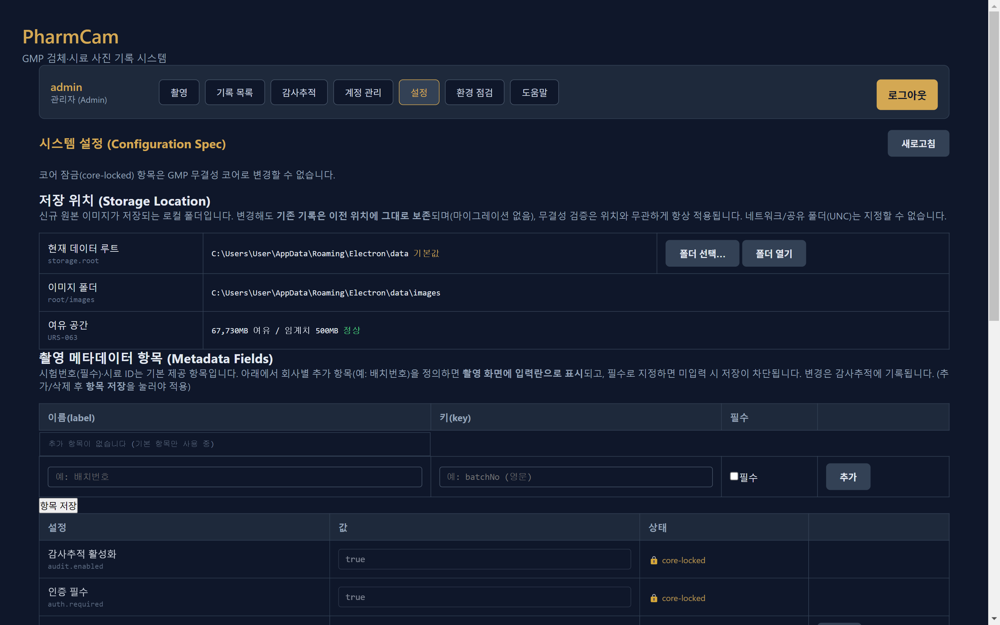 PharmCam
GMP 검체·시료 사진 기록 시스템
admin
관리자 (Admin)
촬영
기록 목록
감사추적
계정 관리
설정
환경 점검
도움말
로그아웃
시스템 설정 (Configuration Spec)
새로고침
코어 잠금(core-locked) 항목은 GMP 무결성 코어로 변경할 수 없습니다.
저장 위치 (Storage Location)
신규 원본 이미지가 저장되는 로컬 폴더입니다. 변경해도 기존 기록은 이전 위치에 그대로 보존되며(마이그레이션 없음), 무결성 검증은 위치와 무관하게 항상 적용됩니다. 네트워크/공유 폴더(UNC)는 지정할 수 없습니다.
현재 데이터 루트
storage.root
C:\Users\User\AppData\Roaming\Electron\data 기본값
폴더 선택...
폴더 열기
이미지 폴더
root/images
C:\Users\User\AppData\Roaming\Electron\data\images
여유 공간
URS-063
67,730MB 여유 / 임계치 500MB 정상
촬영 메타데이터 항목 (Metadata Fields)
시험번호(필수)·시료 ID는 기본 제공 항목입니다. 아래에서 회사별 추가 항목(예: 배치번호)을 정의하면 촬영 화면에 입력란으로 표시되고, 필수로 지정하면 미입력 시 저장이 차단됩니다. 변경은 감사추적에 기록됩니다. (추
가/삭제 후 항목 저장을 눌러야 적용)
이름(label)
키(key)
필수
추가 항목이 없습니다 (기본 항목만 사용 중)
예: 배치번호
예: batchNo (영문)
필수
추가
항목 저장
설정
값
상태
감사추적 활성화
audit.enabled
true
core-locked
인증 필수
auth.required
true
core-locked